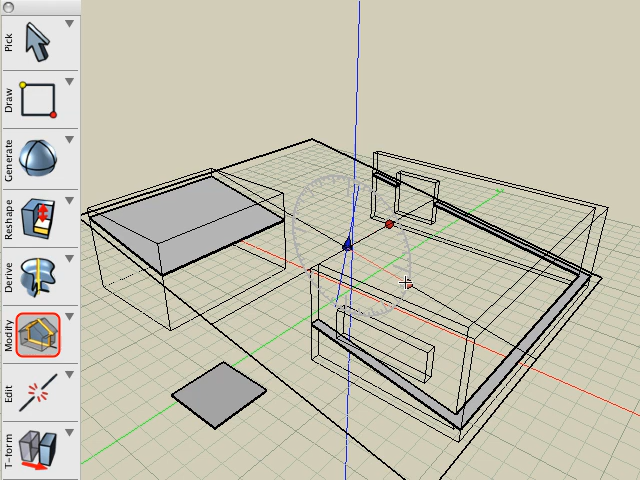 Pick
Draw
Generate
Reshape
Derive
Modify
Edit
T-form